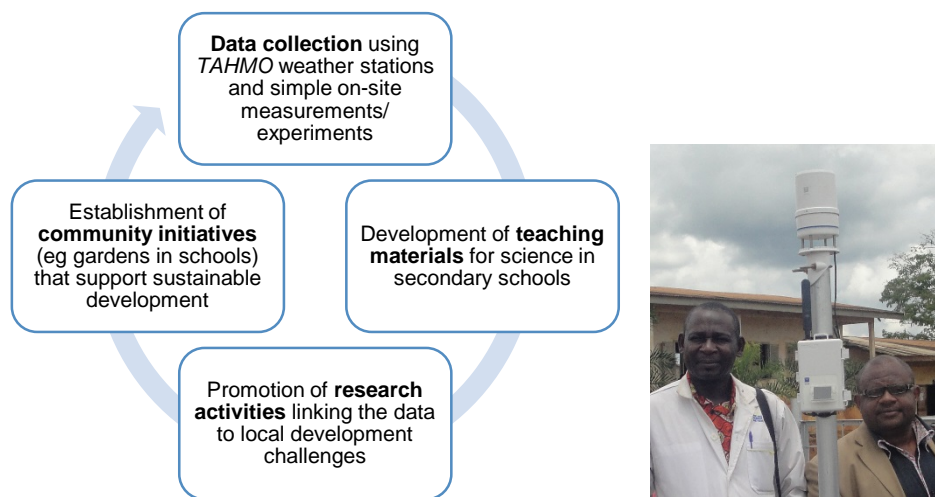 Data collection using
TAHMO weather stations
and simple on-site
measurements/
experiments
Establishment of
community initiatives
(eg gardens in schools)
that support sustainable
development
Development of teaching
materials for science in
secondary schools
Promotion of research
activities linking the data
to local development
challenges